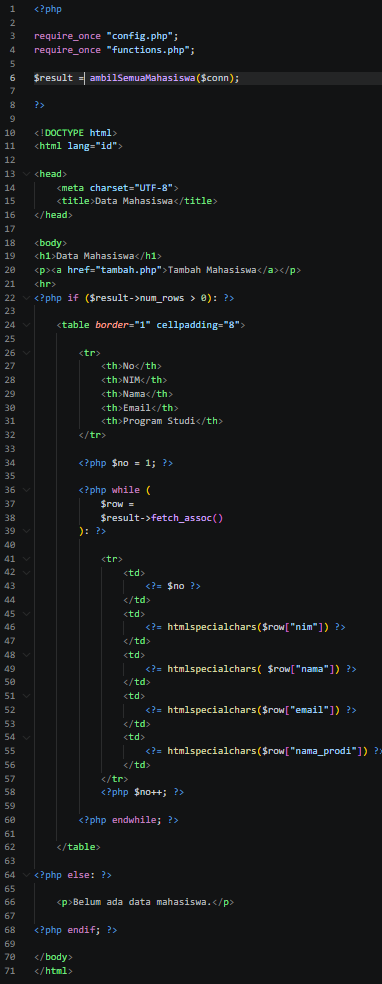 1 <?php
2
3 require_once "config.php";
4 require_once "functions.php";
5
6 $result = ambilSemuaMahasiswa($conn);
7
8 ?>
9
10 <!DOCTYPE html>
11 <html lang="id">
12
13 <head>
14     <meta charset="UTF-8">
15     <title>Data Mahasiswa</title>
16 </head>
17
18 <body>
19 <h1>Data Mahasiswa</h1>
20 <p><a href="tambah.php">Tambah Mahasiswa</a></p>
21 <hr>
22 <?php if ($result->num_rows > 0): ?>
23
24     <table border="1" cellpadding="8">
25
26         <tr>
27             <th>No</th>
28             <th>NIM</th>
29             <th>Nama</th>
30             <th>Email</th>
31             <th>Program Studi</th>
32         </tr>
33
34         <?php $no = 1; ?>
35
36         <?php while (
37             $row =
38             $result->fetch_assoc()
39         ): ?>
40
41             <tr>
42                 <td>
43                     <?= $no ?>
44                 </td>
45                 <td>
46                     <?= htmlspecialchars($row["nim"]) ?>
47                 </td>
48                 <td>
49                     <?= htmlspecialchars( $row["nama"]) ?>
50                 </td>
51                 <td>
52                     <?= htmlspecialchars($row["email"]) ?>
53                 </td>
54                 <td>
55                     <?= htmlspecialchars($row["nama_prodi"]) ?>
56                 </td>
57             </tr>
58             <?php $no++; ?>
59
60         <?php endwhile; ?>
61
62     </table>
63
64 <?php else: ?>
65
66     <p>Belum ada data mahasiswa.</p>
67
68 <?php endif; ?>
69
70 </body>
71 </html>